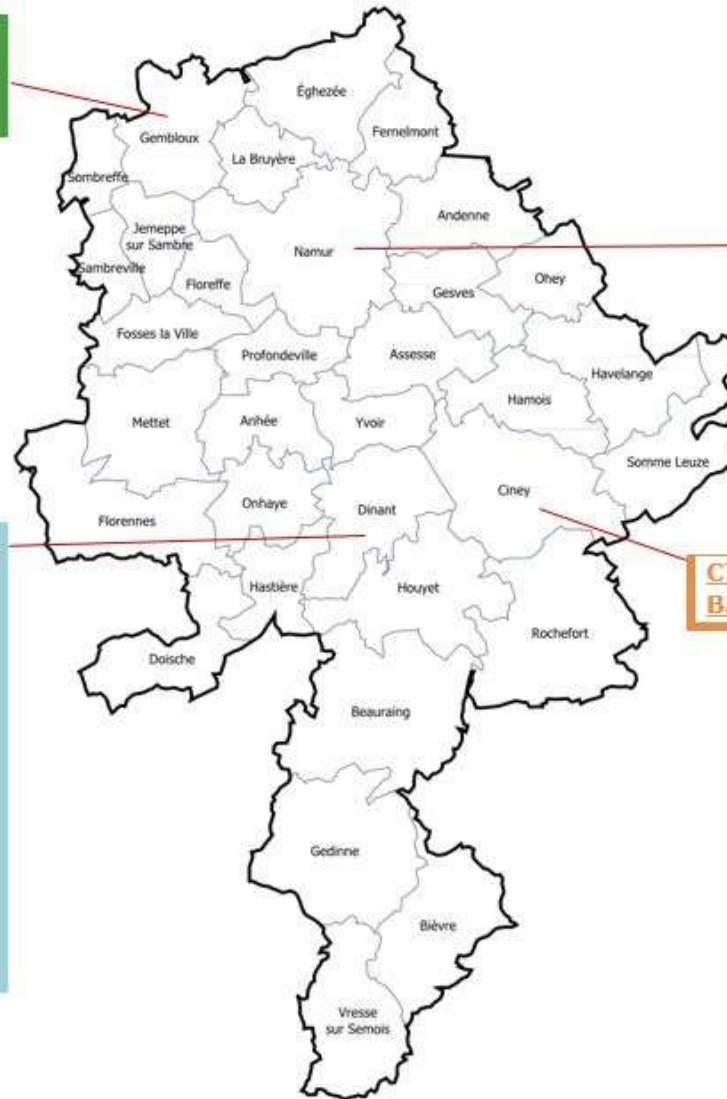 Éghezée
Gembloux
Fernelmont
La Bruyère
Sombreffe
Andenne
Jemeppe
sur Sambre
Namur
Sambreville
Ohey
Floreffe
Gesves
Fosses la Ville
Profondeville
Assesse
Havelange
Hamois
Mettet
Anhée
Yvoir
Somme Leuze
Ciney
Onhaye
Dinant
Florennes
Hastière
Houyet
Rochefort
Doische
Beauraing
Gedinne
Bièvre
Vresse
sur Semois